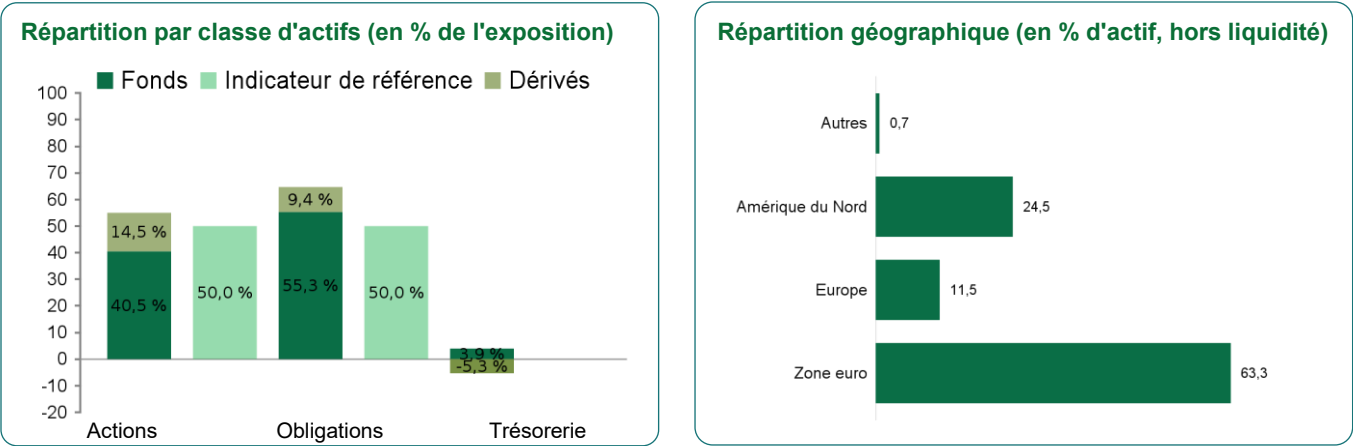 Répartition par classe d'actifs (en % de l'exposition)
Fonds Indicateur de référence Dérivés
100
90
80
70
60
50
40
30
20
10
0
-10
-20
14,5 %
40,5 %
50,0 %
9,4 %
55,3 %
50,0 %
3,9 %
-5,3 %
Actions Obligations Trésorerie
Répartition géographique (en % d'actif, hors liquidité)
Autres 0,7
Amérique du Nord 24,5
Europe 11,5
Zone euro 63,3